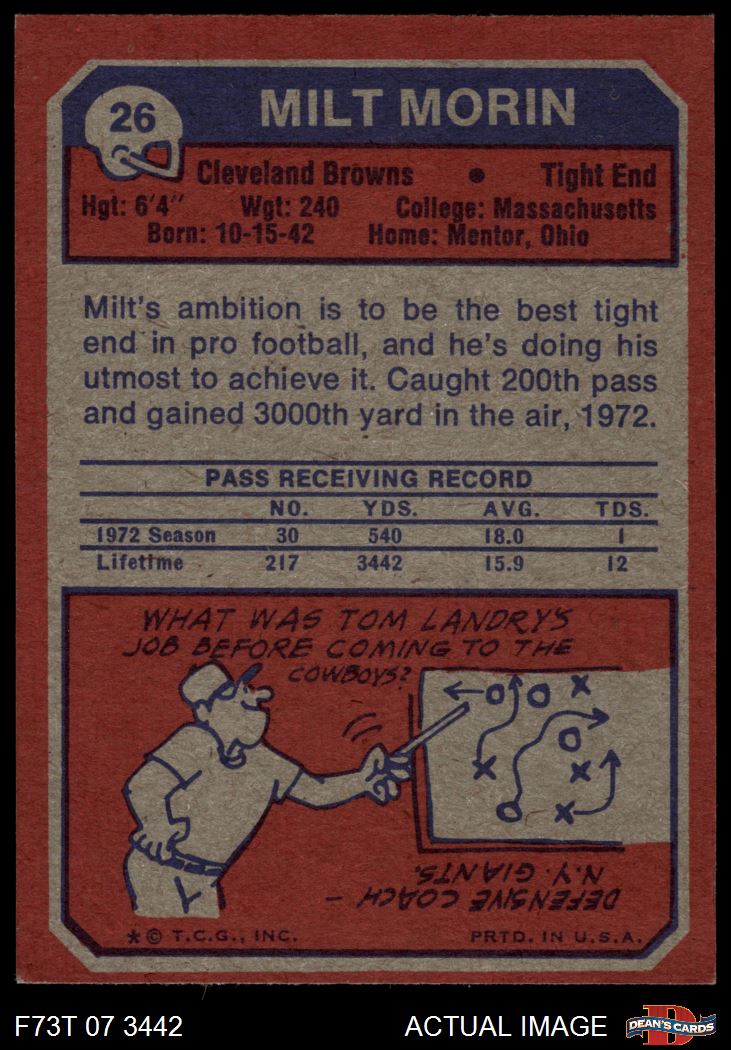 26
MILT MORIN
Cleveland Browns • Tight End
Hgt: 6'4" Wgt: 240 College: Massachusetts
Born: 10-15-42 Home: Mentor, Ohio
Milt's ambition is to be the best tight
end in pro football, and he's doing his
utmost to achieve it. Caught 200th pass
and gained 3000th yard in the air, 1972.
PASS RECEIVING RECORD
NO. YDS. AVG. TDS.
1972 Season 30 540 18.0 1
Lifetime 217 3442 15.9 12
WHAT WAS TOM LANDRY'S
JOB BEFORE COMING TO THE
COWBOYS?
DEFENSIVE COACH –
N.Y. GIANTS.
* © T.C.G., INC. PRTD. IN U.S.A.
F73T 07 3442 ACTUAL IMAGE
DEAN'S CARDS